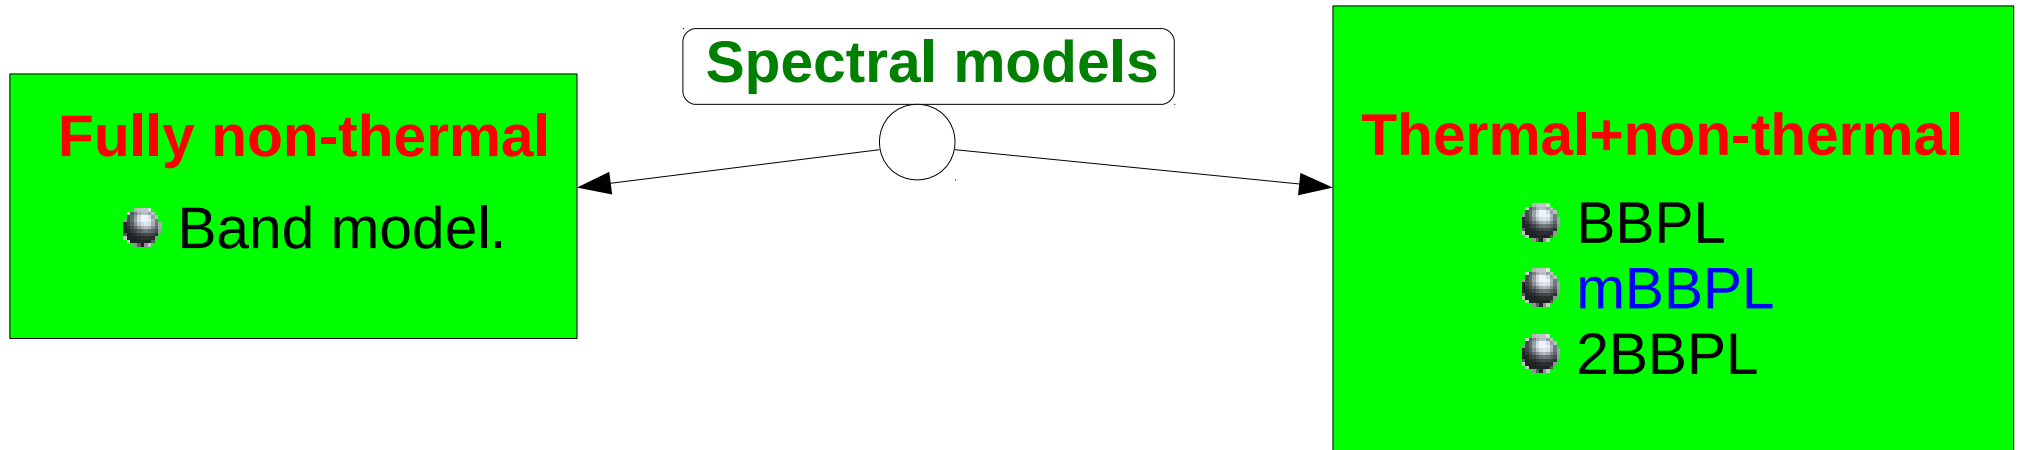 Spectral models
Fully non-thermal
Band model.
Thermal+non-thermal
BBPL
mBBPL
2BBPL